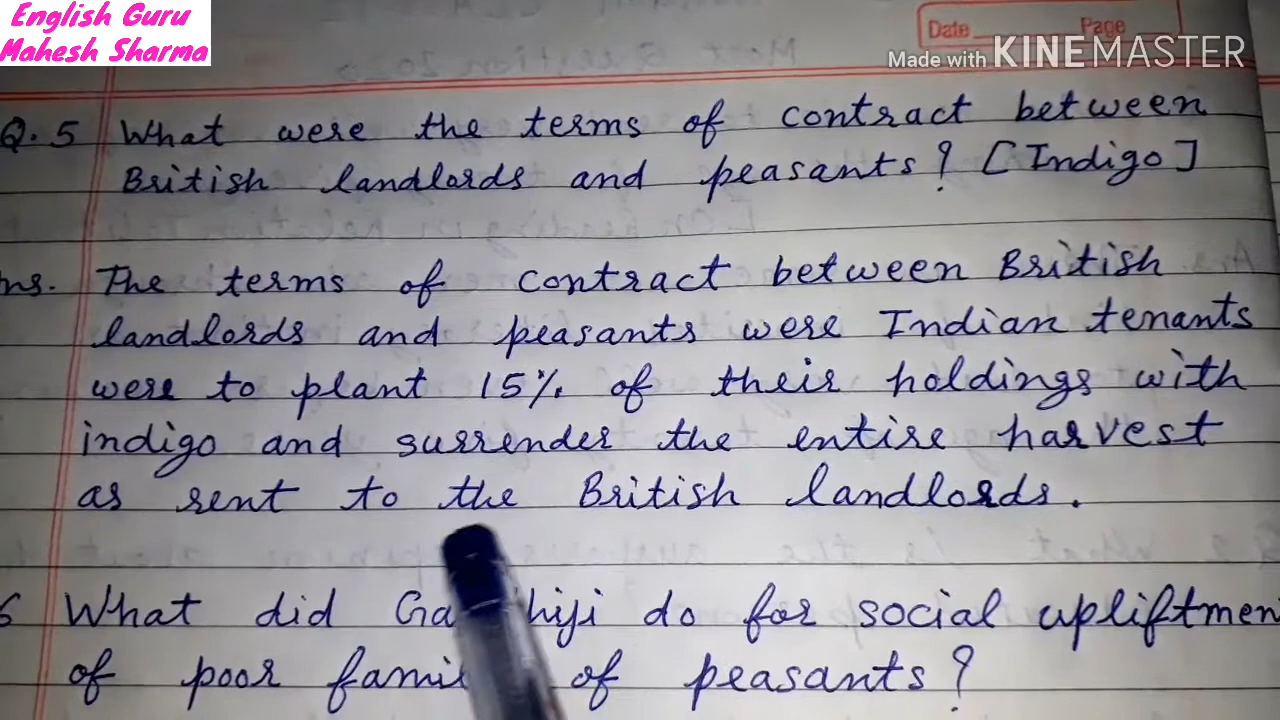 English Guru
Mahesh Sharma
Date Page
Made with KINEMASTER
Q.5 What were the terms of contract between
British landlords and peasants? [Indigo]
ns. The terms of contract between British
landlords and peasants were Indian tenants
were to plant 15% of their holdings with
indigo and surrender the entire harvest
as rent to the British landlords.
6 What did Ga hiji do for social upliftmen
of poor famil of peasants?